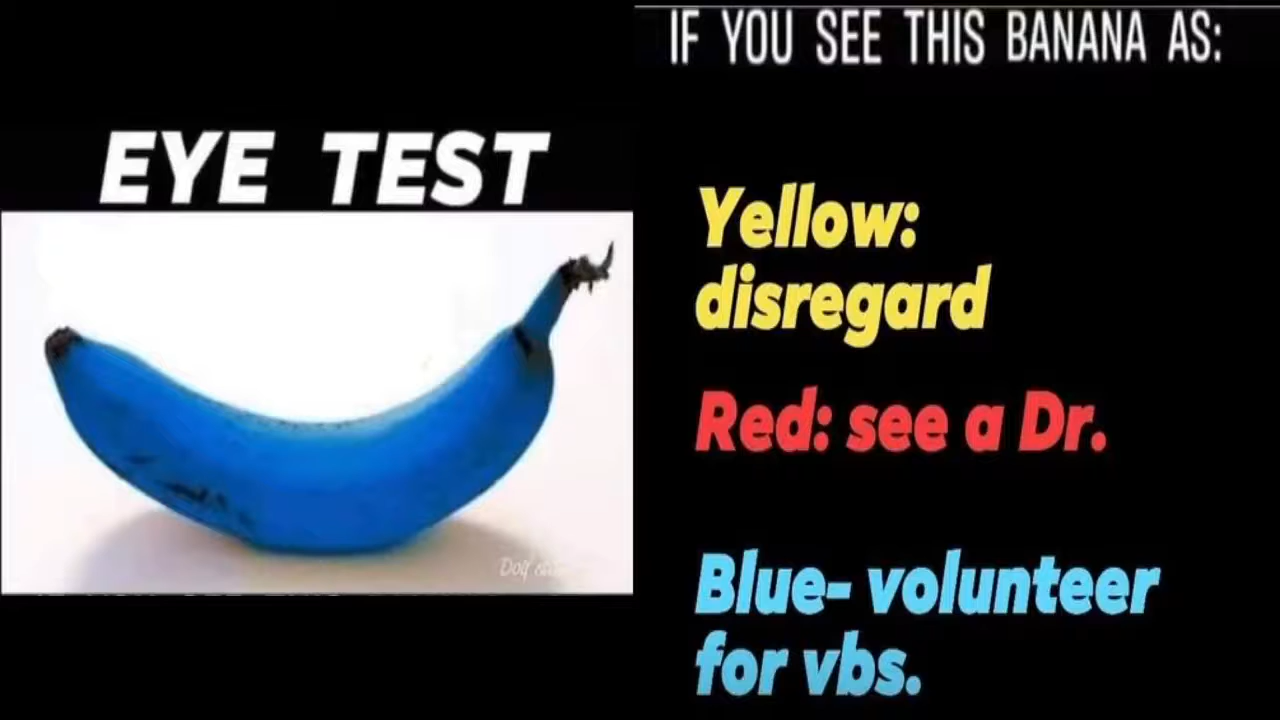 EYE TEST
IF YOU SEE THIS BANANA AS:
Yellow:
disregard
Red: see a Dr.
Blue- volunteer
for vbs.